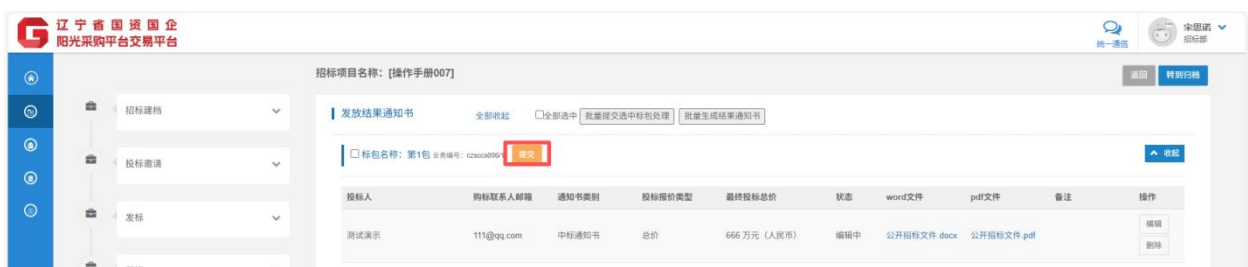 辽宁省国资国企
阳光采购平台交易平台
统一通信
宋思诺
招标部
招标项目名称：[操作手册007]
返回
转到归档
招标建档
投标邀请
发标
发放结果通知书
全部收起
全部选中
批量提交选中标包处理
批量生成结果通知书
标包名称：第1包
提交
收起
投标人 购标联系人邮箱 通知书类别 投标报价类型 最终投标总价 状态 word文件 pdf文件 备注 操作
测试演示 111@qq.com 中标通知书 总价 666 万元（人民币） 编辑中 公开招标文件.docx 公开招标文件.pdf
编辑
删除